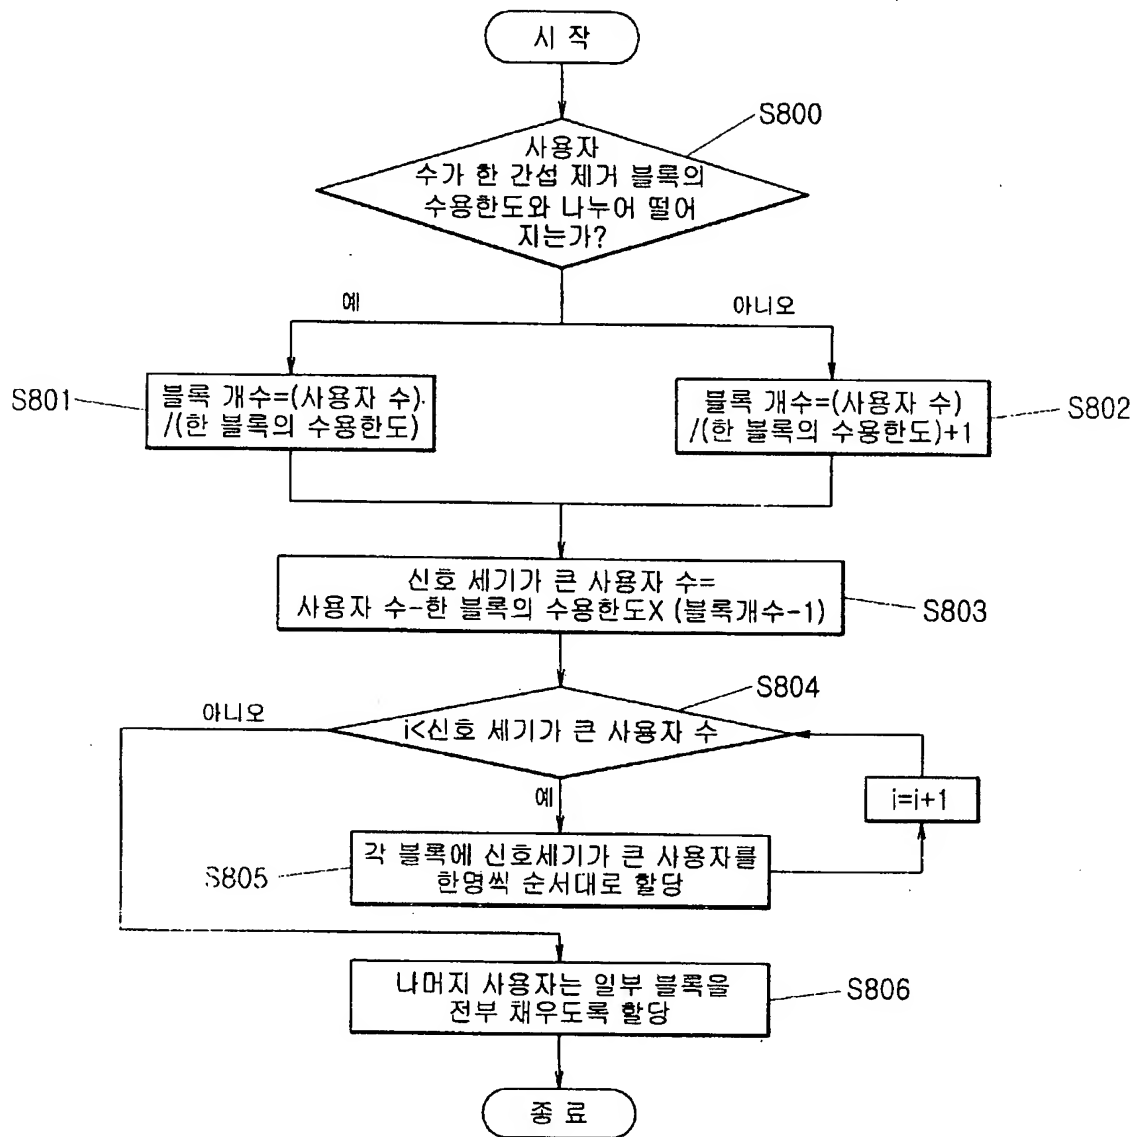 시 작
S800
사용자
수가 한 간섭 제거 블록의
수용한도와 나누어 떨어
지는가?
예
아니오
S801
블록 개수=(사용자 수)
/(한 블록의 수용한도)
블록 개수=(사용자 수)
/(한 블록의 수용한도)+1
S802
신호 세기가 큰 사용자 수=
사용자 수-한 블록의 수용한도X (블록개수-1)
S803
S804
아니오
i<신호 세기가 큰 사용자 수
예
i=i+1
각 블록에 신호세기가 큰 사용자를
한명씩 순서대로 할당
S805
나머지 사용자는 일부 블록을
전부 채우도록 할당
S806
종 료